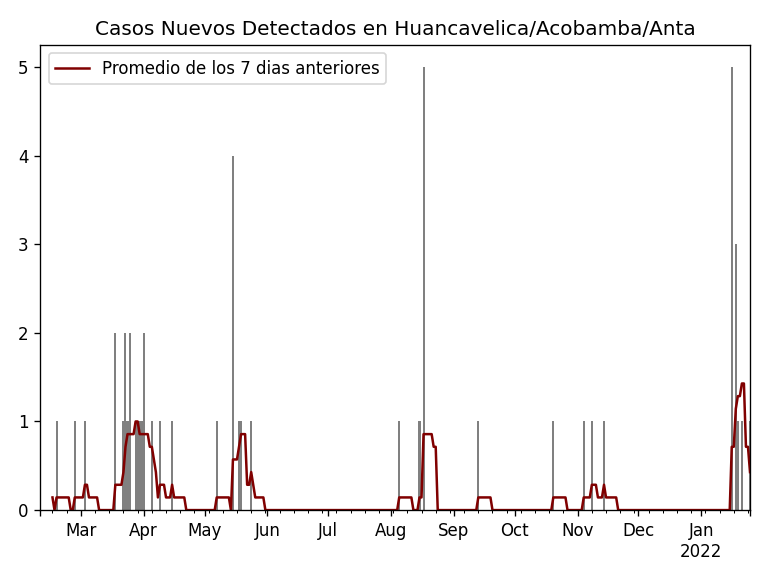 Casos Nuevos Detectados en Huancavelica/Acobamba/Anta
Promedio de los 7 dias anteriores
5
4
3
2
1
0
Mar Apr May Jun Jul Aug Sep Oct Nov Dec Jan
2022